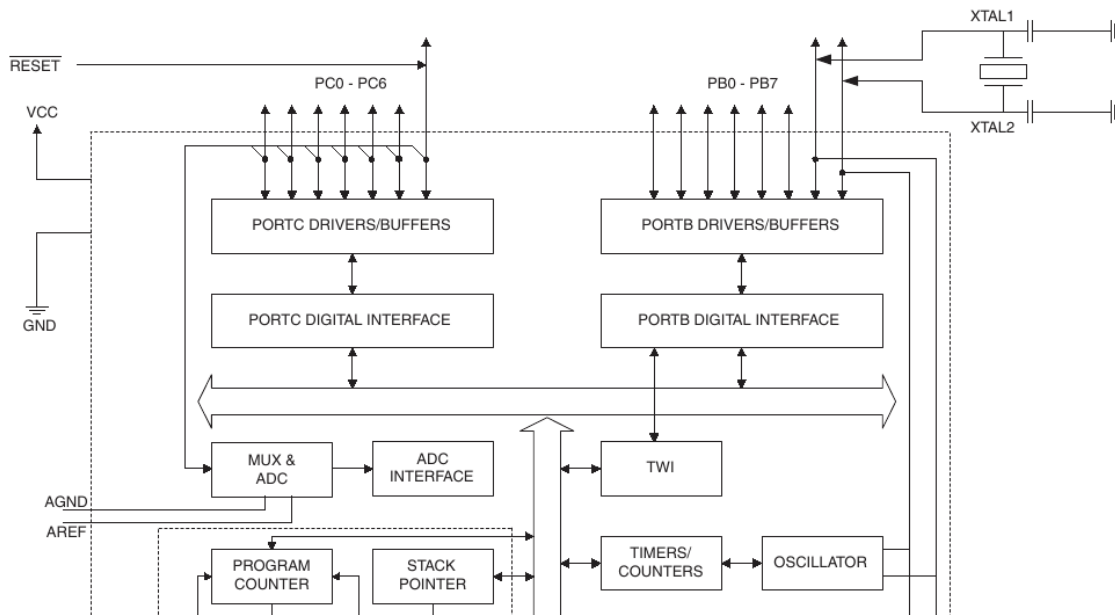 XTAL1
RESET
PC0 - PC6
PB0 - PB7
VCC
XTAL2
PORTC DRIVERS/BUFFERS
PORTB DRIVERS/BUFFERS
GND
PORTC DIGITAL INTERFACE
PORTB DIGITAL INTERFACE
MUX &
ADC
ADC
INTERFACE
TWI
AGND
AREF
PROGRAM
COUNTER
STACK
POINTER
TIMERS/
COUNTERS
OSCILLATOR